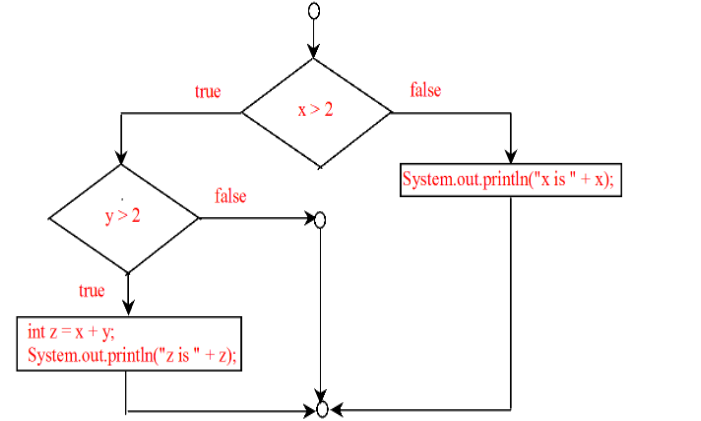 true
false
x > 2
System.out.println("x is " + x);
false
y > 2
true
int z = x + y;
System.out.println("z is " + z);